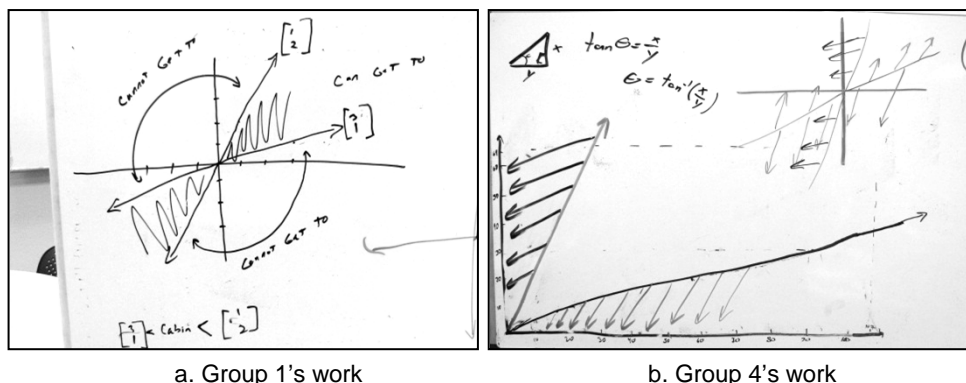 [1 2]
Cannot Get To
Can Get To
[3 1]
Cannot Get To
[3 1] < Cabin < [1 2]
x
y
tan θ = x/y
θ = tan⁻¹(x/y)
a. Group 1's work
b. Group 4's work